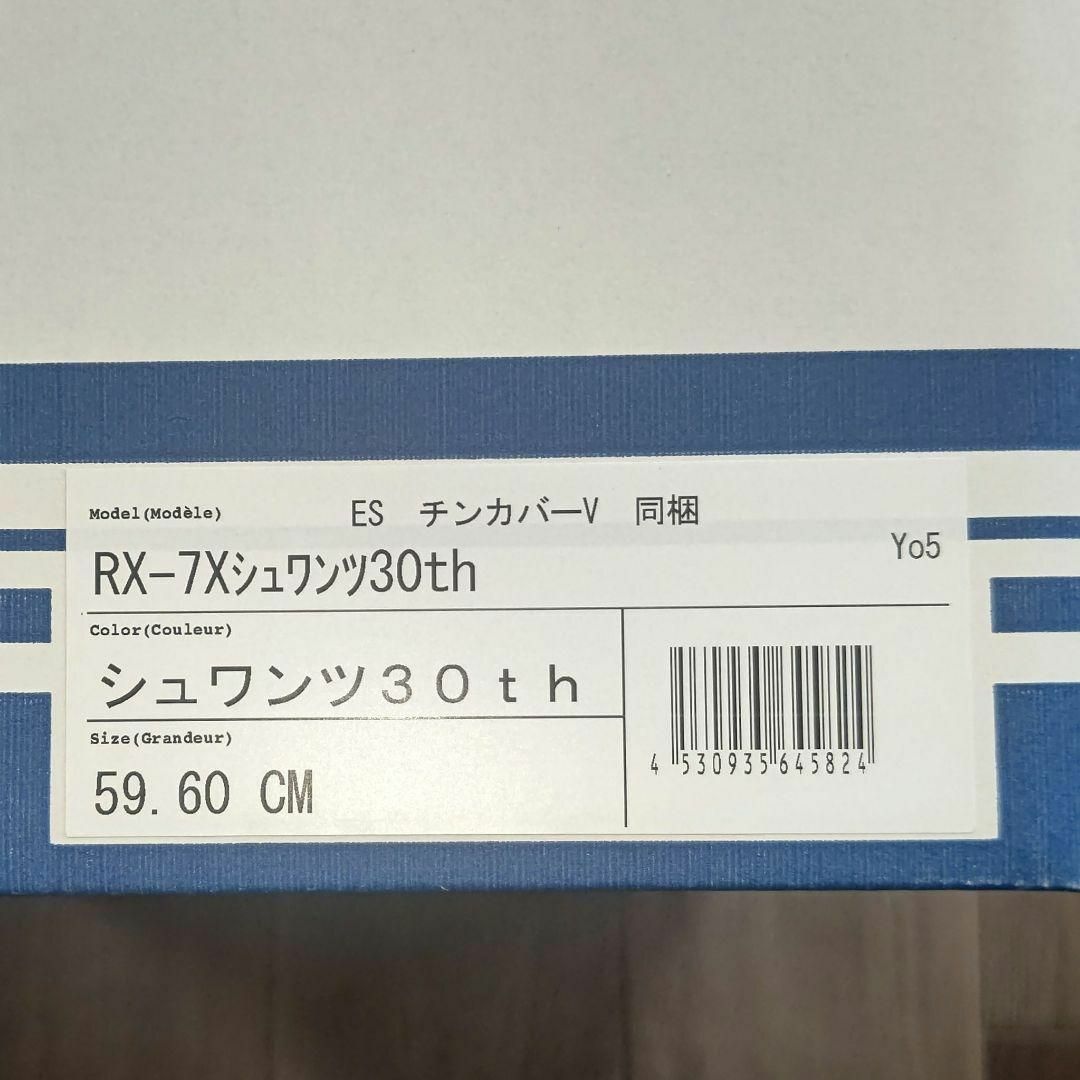 Model(Modèle)
ES チンカバーV 同梱
RX-7Xシュワンツ30th
Yo5
Color(Couleur)
シュワンツ30th
Size(Grandeur)
59.60 CM
4 530935 645824